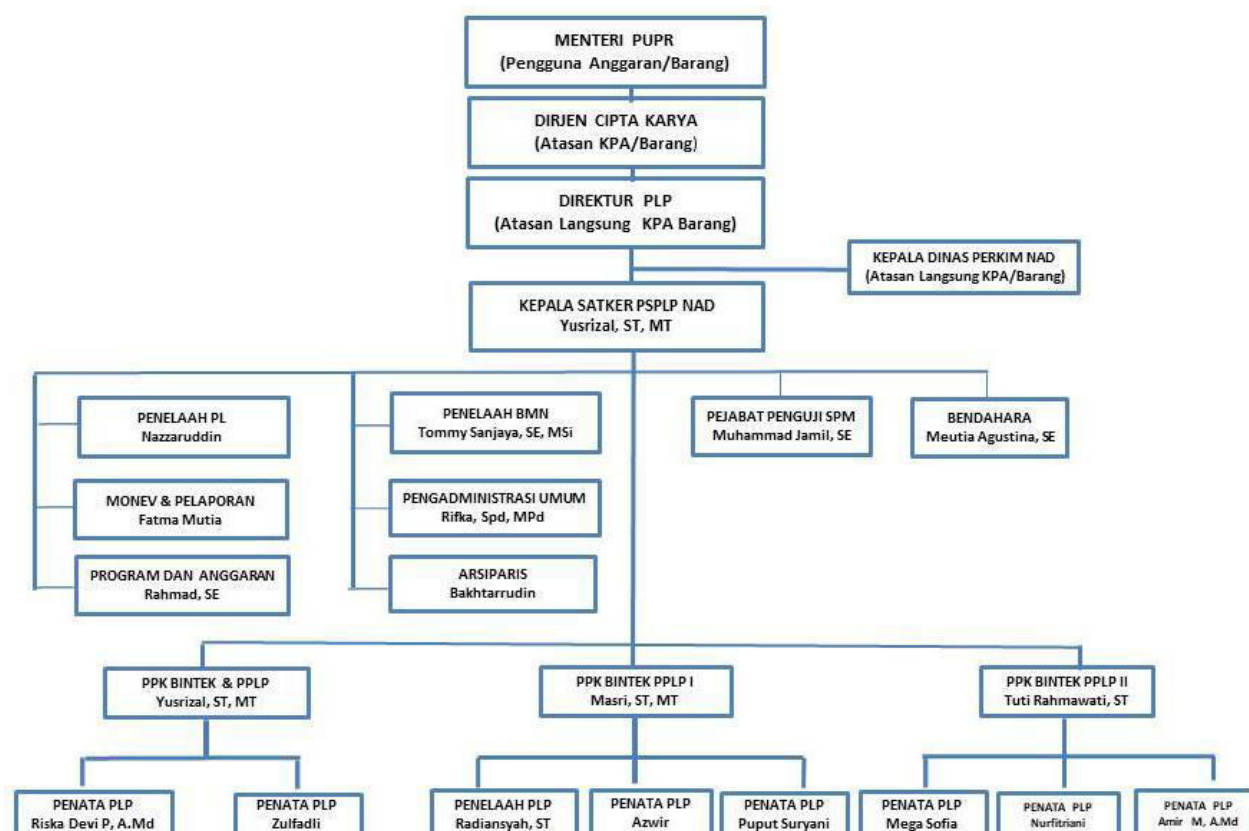 MENTERI PUPR
(Pengguna Anggaran/Barang)
DIRJEN CIPTA KARYA
(Atasan KPA/Barang)
DIREKTUR PLP
(Atasan Langsung KPA Barang)
KEPALA DINAS PERKIM NAD
(Atasan Langsung KPA/Barang)
KEPALA SATKER PSPLP NAD
Yusrizal, ST, MT
PENELAAH PL
Nazzaruddin
PENELAAH BMN
Tommy Sanjaya, SE, MSi
PEJABAT PENGUJI SPM
Muhammad Jamil, SE
BENDAHARA
Meutia Agustina, SE
MONEV & PELAPORAN
Fatma Mutia
PENGADMINISTRASI UMUM
Rifka, Spd, MPd
PROGRAM DAN ANGGARAN
Rahmad, SE
ARSIPARIS
Bakhtarrudin
PPK BINTEK & PPLP
Yusrizal, ST, MT
PPK BINTEK PPLP I
Masri, ST, MT
PPK BINTEK PPLP II
Tuti Rahmawati, ST
PENATA PLP
Riska Devi P, A.Md
PENATA PLP
Zulfadli
PENELAAH PLP
Radiansyah, ST
PENATA PLP
Azwir
PENATA PLP
Puput Suryani
PENATA PLP
Mega Sofia
PENATA PLP
Nurfitriani
PENATA PLP
Amir M, A.Md